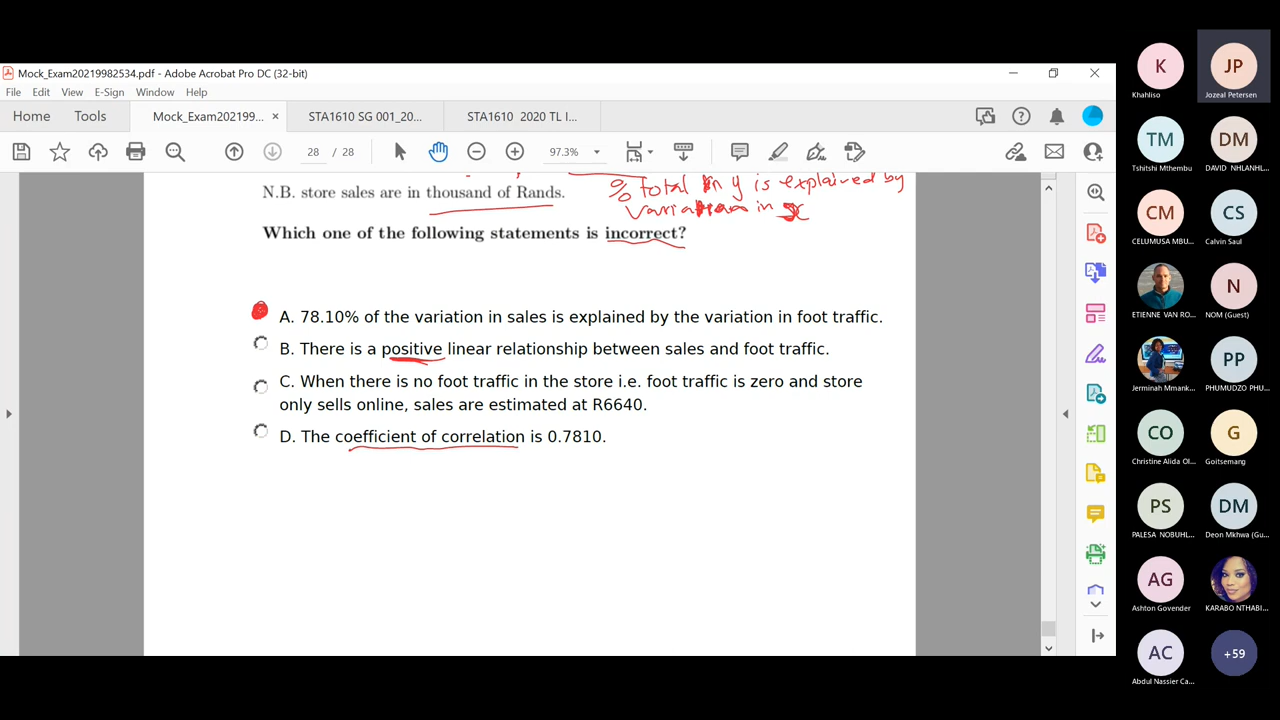 Mock_Exam20219982534.pdf - Adobe Acrobat Pro DC (32-bit)
File Edit View E-Sign Window Help
Home Tools Mock_Exam202199... × STA1610 SG 001_20... STA1610 2020 TL I...
28 / 28 97.3%
N.B. store sales are in thousand of Rands.
% total in y is explained by
variation in x
Which one of the following statements is incorrect?
A. 78.10% of the variation in sales is explained by the variation in foot traffic.
B. There is a positive linear relationship between sales and foot traffic.
C. When there is no foot traffic in the store i.e. foot traffic is zero and store
only sells online, sales are estimated at R6640.
D. The coefficient of correlation is 0.7810.
K JP
Khahliso Jozeal Petersen
TM DM
Tshitshi Mthembu DAVID NHLANHL...
CM CS
CELUMUSA MBU... Calvin Saul
N
ETIENNE VAN RO... NOM (Guest)
PP
Jerminah Mmank... PHUMUDZO PHU...
CO G
Christine Alida Ol... Goitsemang
PS DM
PALESA NOBUHL... Deon Mkhwa (Gu...
AG
Ashton Govender KARABO NTHABI...
AC +59
Abdul Nassier Ca...